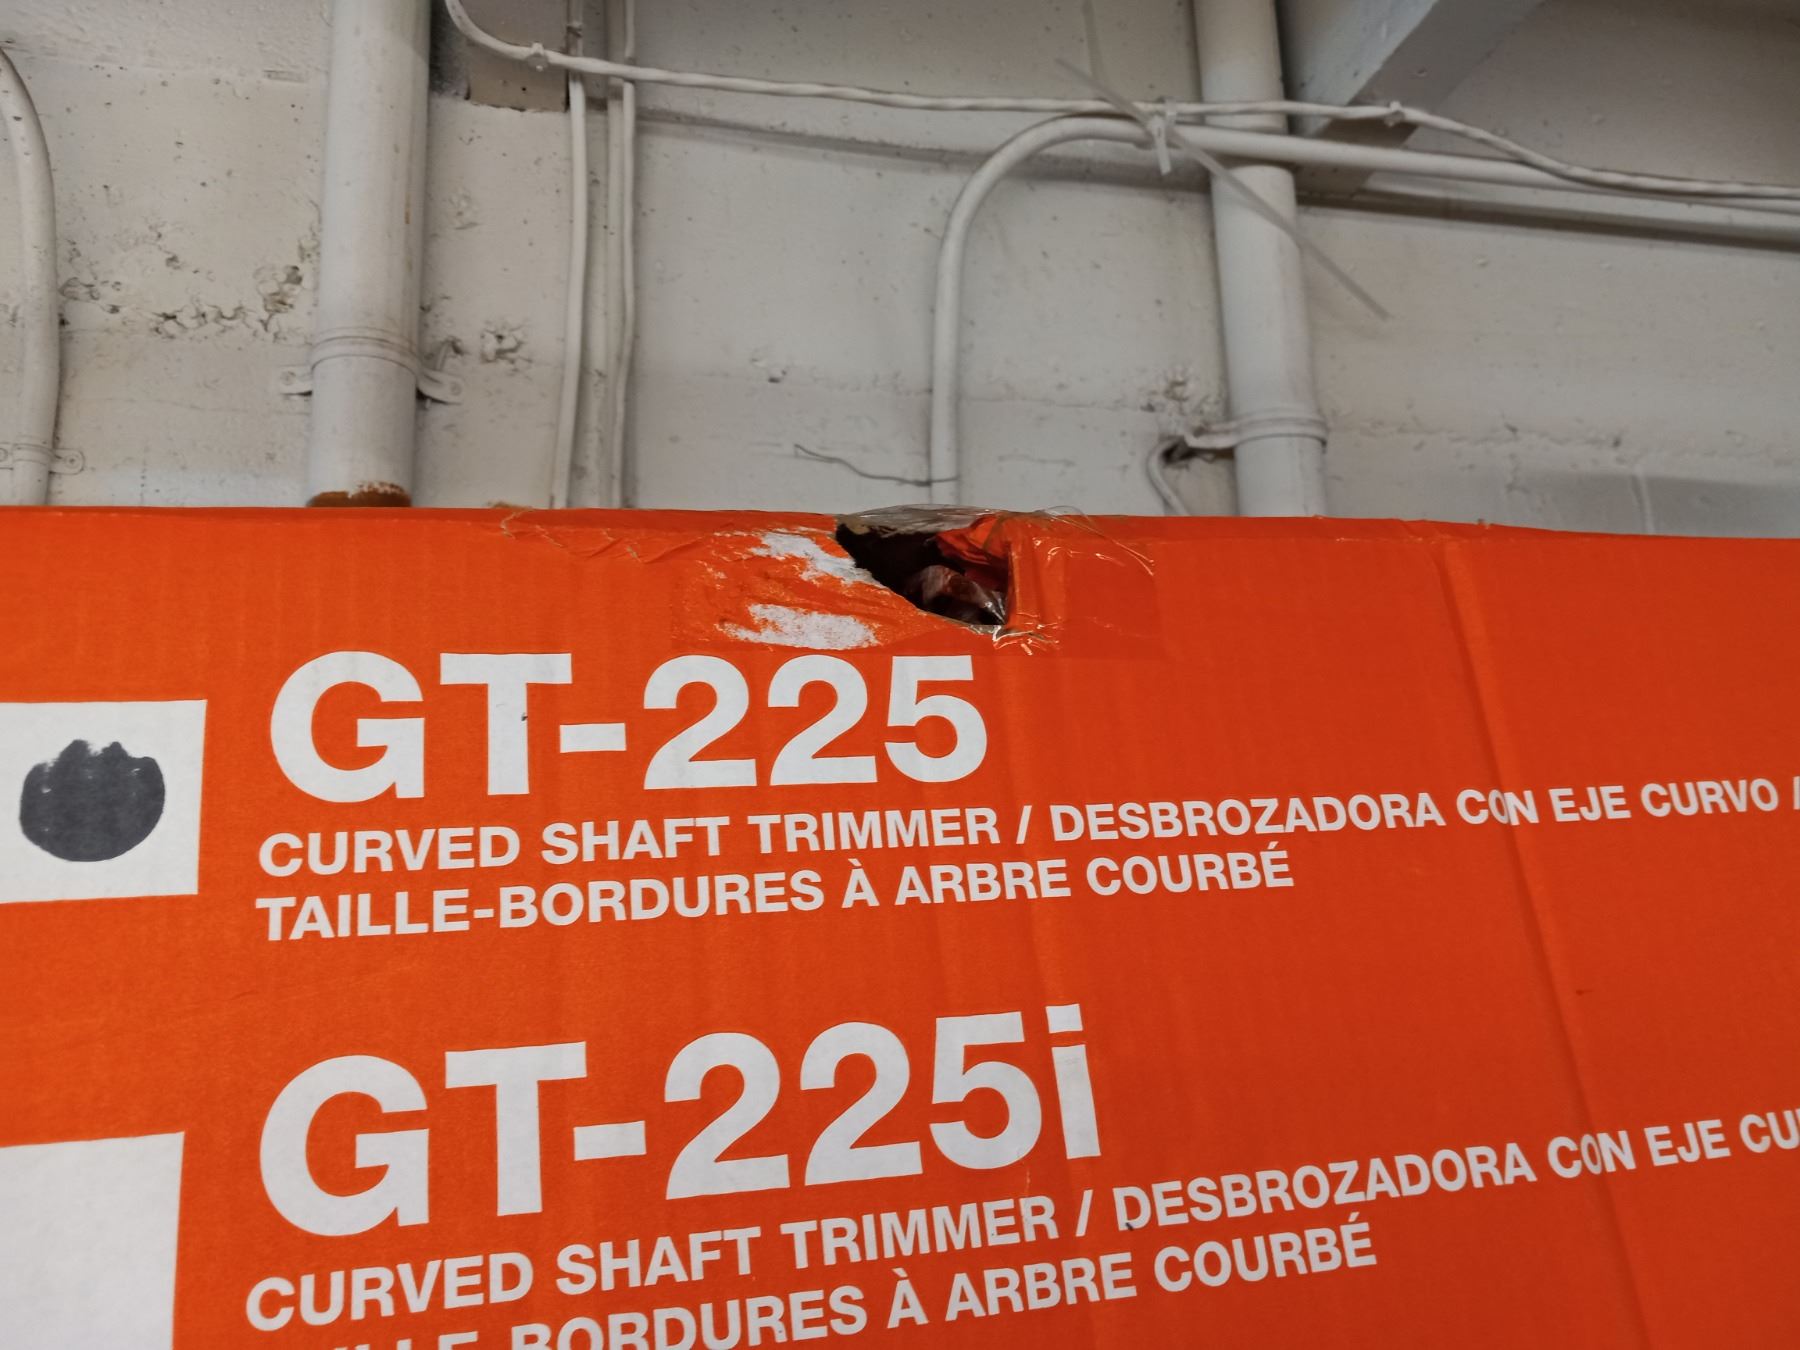 GT-225
CURVED SHAFT TRIMMER / DESBROZADORA CON EJE CURVO /
TAILLE-BORDURES À ARBRE COURBÉ
GT-225i
CURVED SHAFT TRIMMER / DESBROZADORA CON EJE
BORDURES À ARBRE COURBÉ